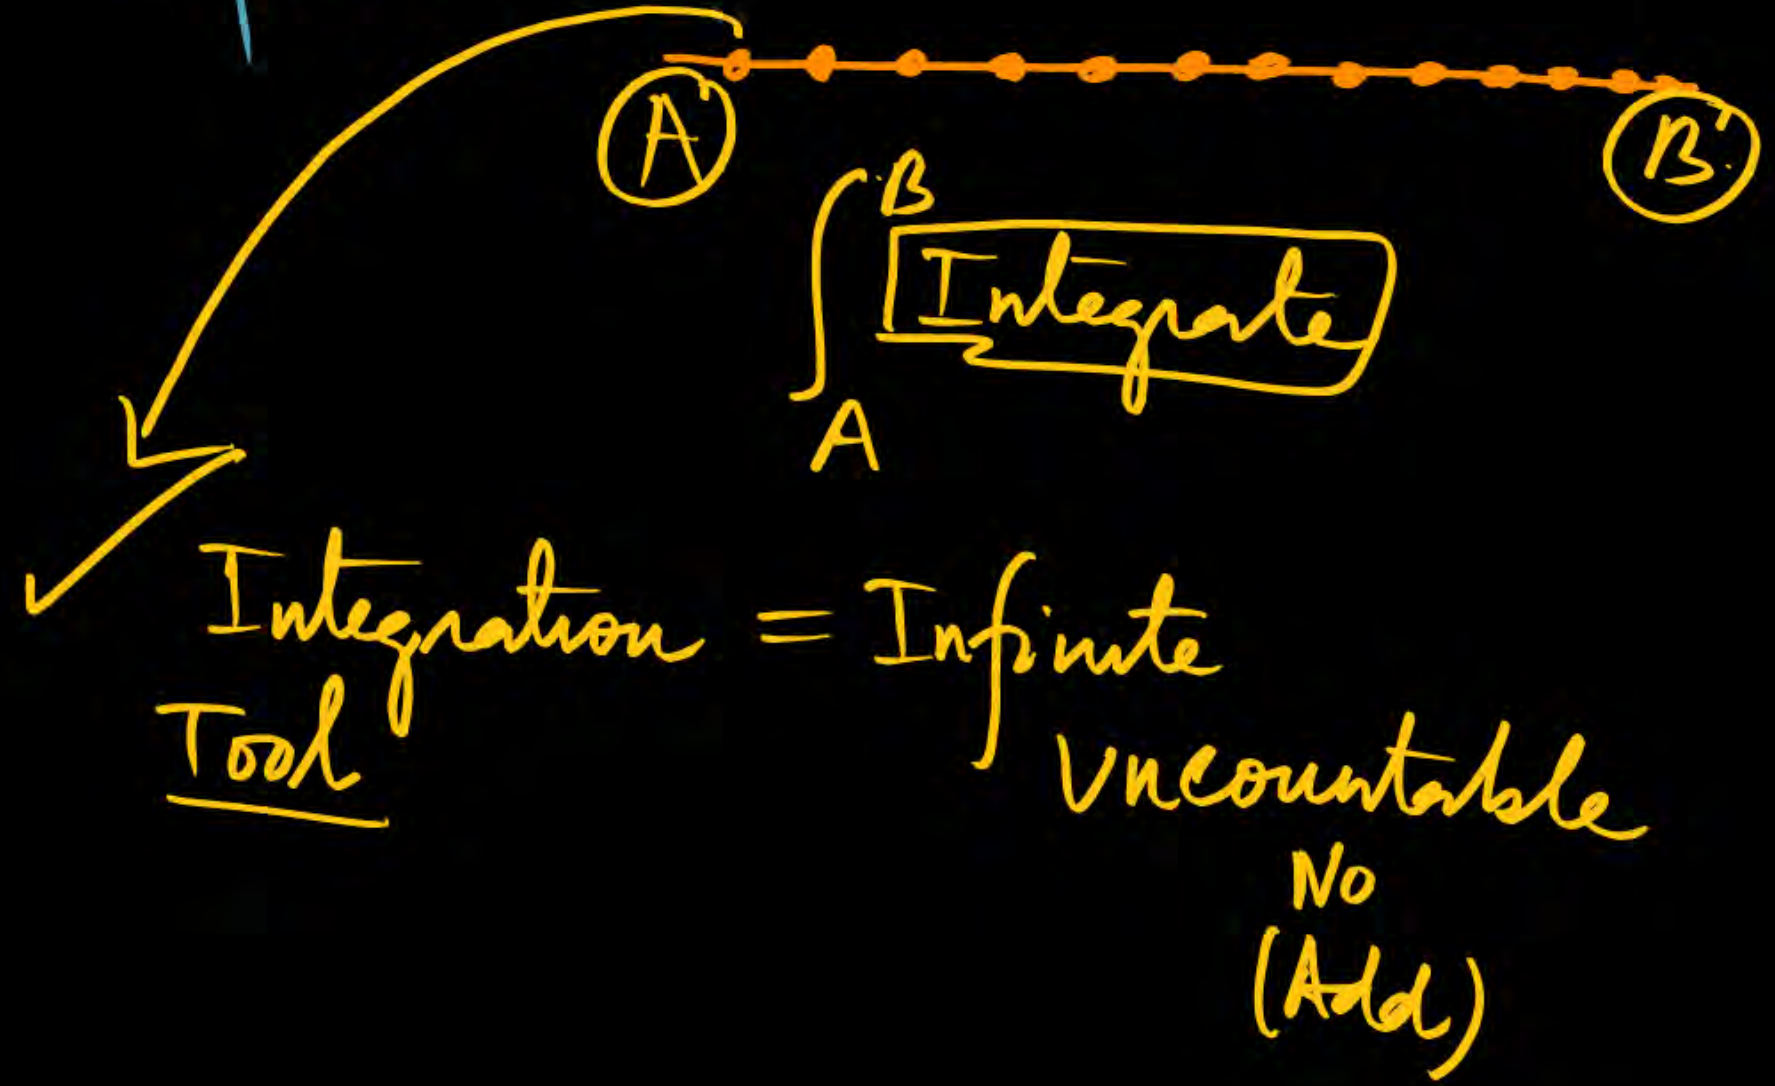 A B
∫ B
Integrate
A
Integration = Infinite
Tool
Uncountable
No
(Add)